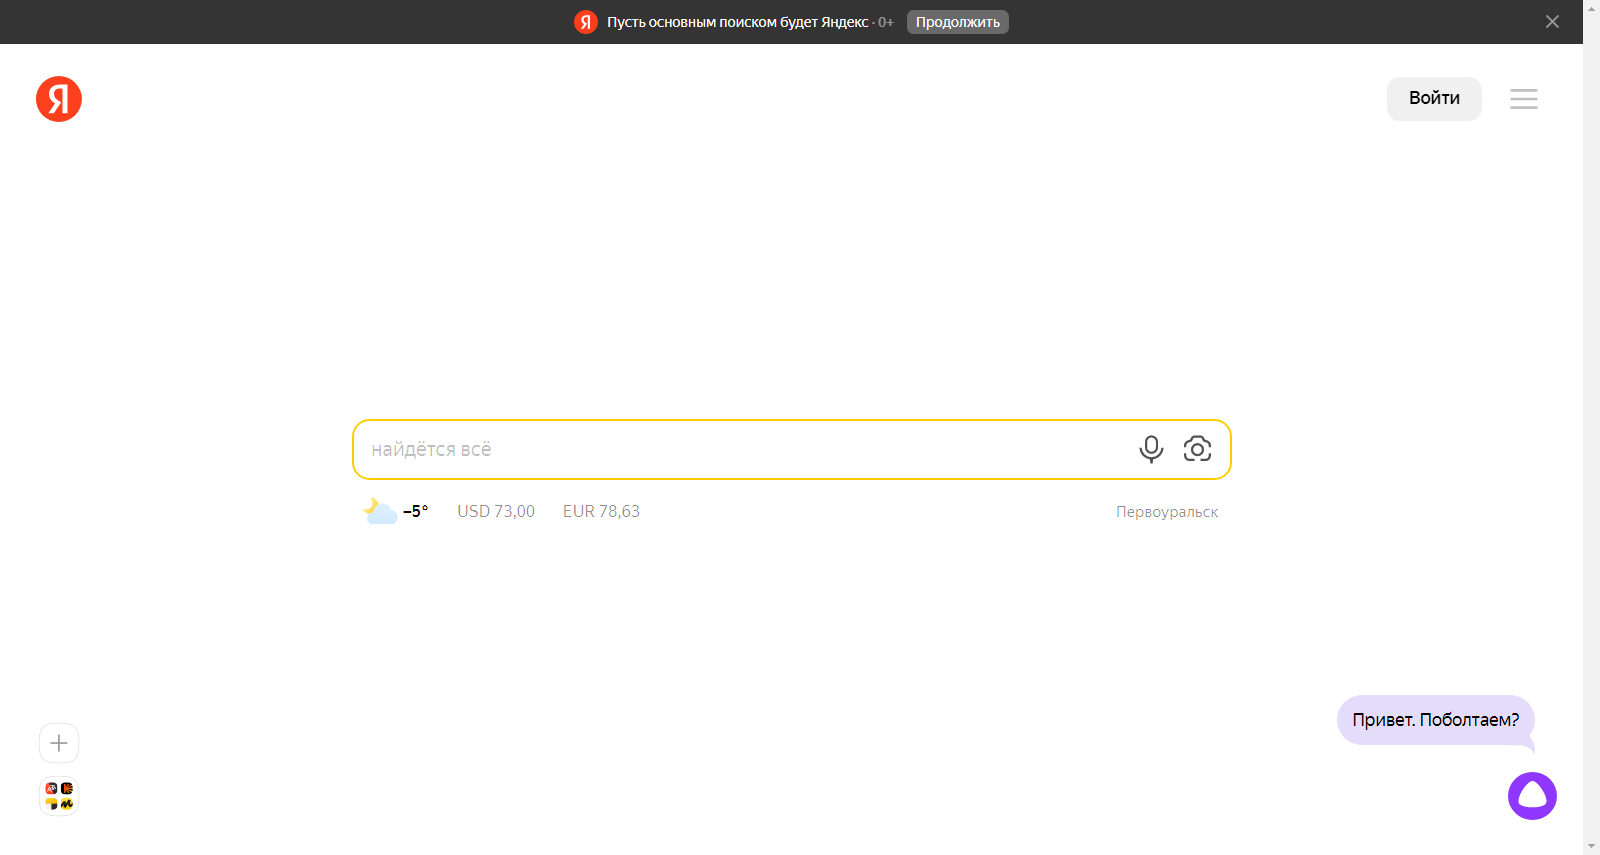 Я Пусть основным поиском будет Яндекс · 0+ Продолжить
Я Войти
найдётся всё
−5° USD 73,00 EUR 78,63 Первоуральск
Привет. Поболтаем?